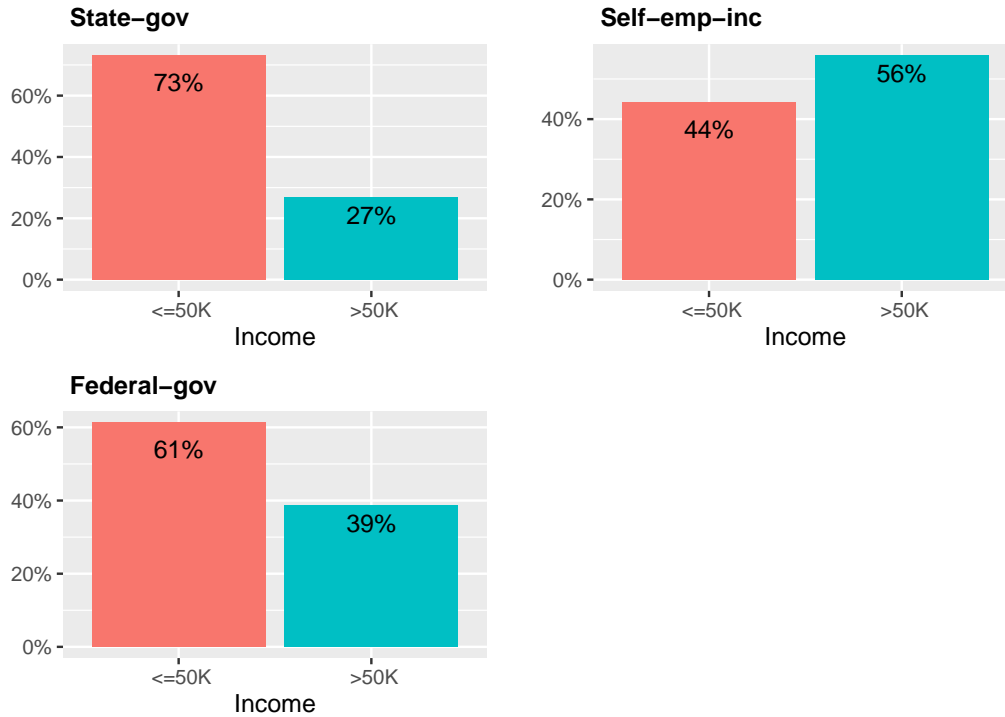 State-gov
60%
40%
20%
0%
73%
27%
<=50K >50K
Income
Self-emp-inc
40%
20%
0%
44%
56%
<=50K >50K
Income
Federal-gov
60%
40%
20%
0%
61%
39%
<=50K >50K
Income